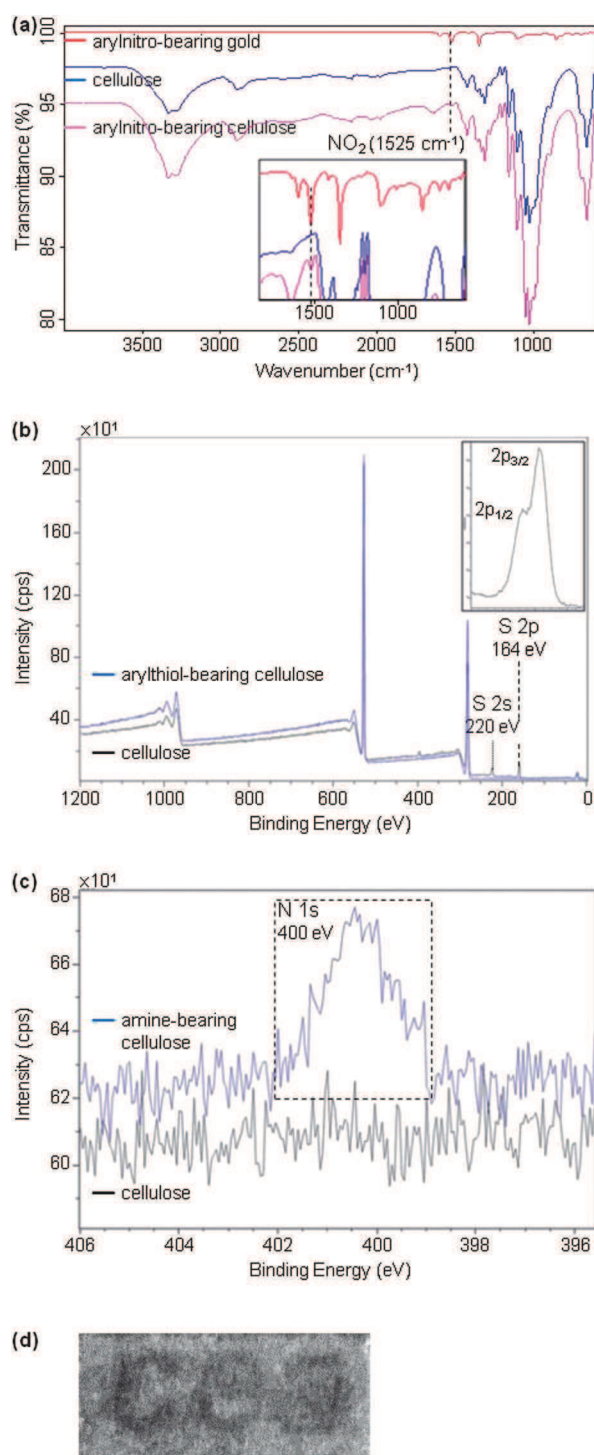 (a)
100
95
90
85
80
Transmittance (%)
arylnitro-bearing gold
cellulose
arylnitro-bearing cellulose
NO₂ (1525 cm⁻¹)
1500
1000
3500
3000
2500
2000
1500
1000
Wavenumber (cm⁻¹)
(b)
×10¹
200
160
120
80
40
Intensity (cps)
2p3/2
2p1/2
S 2p
164 eV
arylthiol-bearing cellulose
S 2s
220 eV
cellulose
1200
1000
800
600
400
200
0
Binding Energy (eV)
(c)
×10¹
68
66
64
62
60
Intensity (cps)
N 1s
400 eV
amine-bearing
cellulose
cellulose
406
404
402
400
398
396
Binding Energy (eV)
(d)